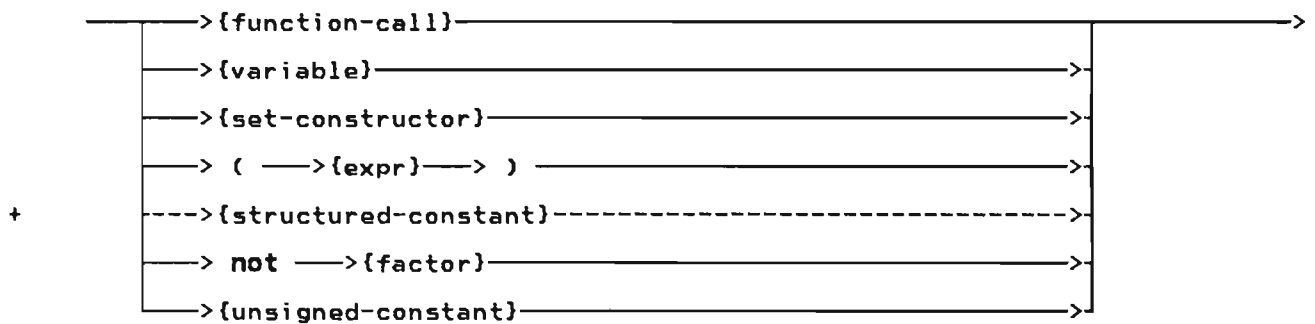 {function-call}
{variable}
{set-constructor}
( {expr} )
+ {structured-constant}
not {factor}
{unsigned-constant}